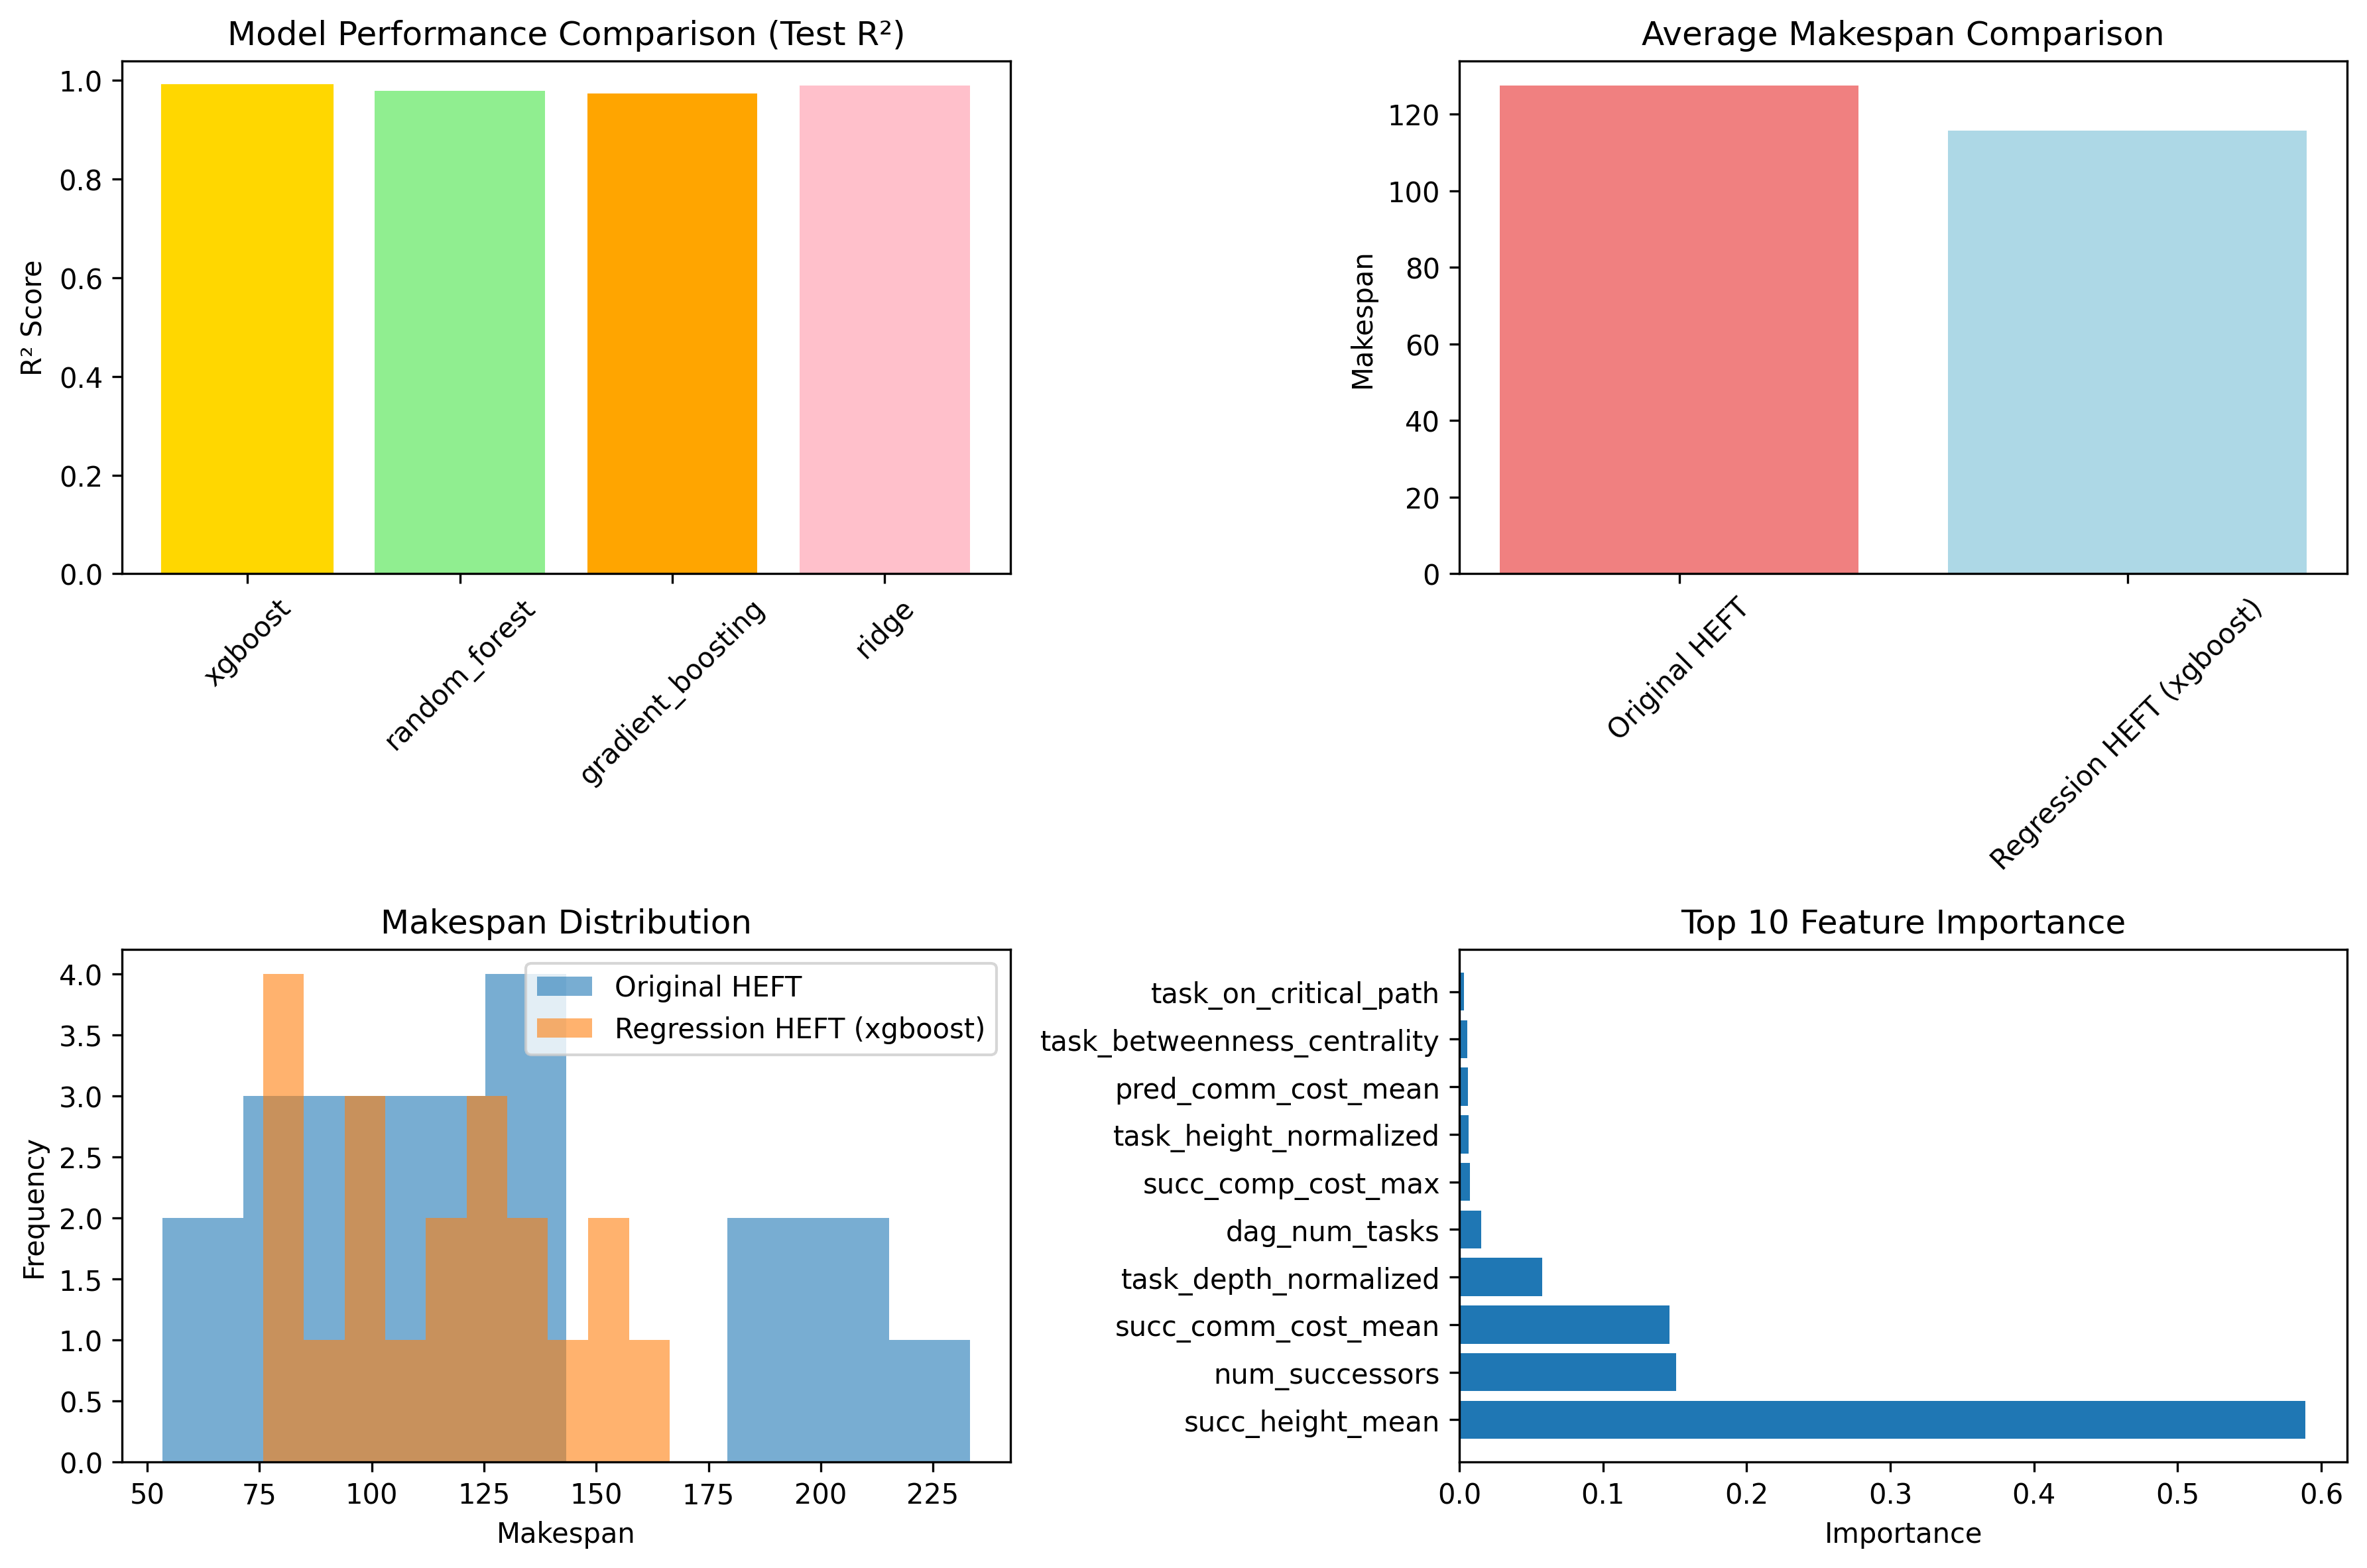 Model Performance Comparison (Test R²)
R² Score
1.0
0.8
0.6
0.4
0.2
0.0
xgboost
random_forest
gradient_boosting
ridge
Average Makespan Comparison
Makespan
120
100
80
60
40
20
0
Original HEFT
Regression HEFT (xgboost)
Makespan Distribution
Frequency
4.0
3.5
3.0
2.5
2.0
1.5
1.0
0.5
0.0
Original HEFT
Regression HEFT (xgboost)
50 75 100 125 150 175 200 225
Makespan
Top 10 Feature Importance
task_on_critical_path
task_betweenness_centrality
pred_comm_cost_mean
task_height_normalized
succ_comp_cost_max
dag_num_tasks
task_depth_normalized
succ_comm_cost_mean
num_successors
succ_height_mean
0.0 0.1 0.2 0.3 0.4 0.5 0.6
Importance